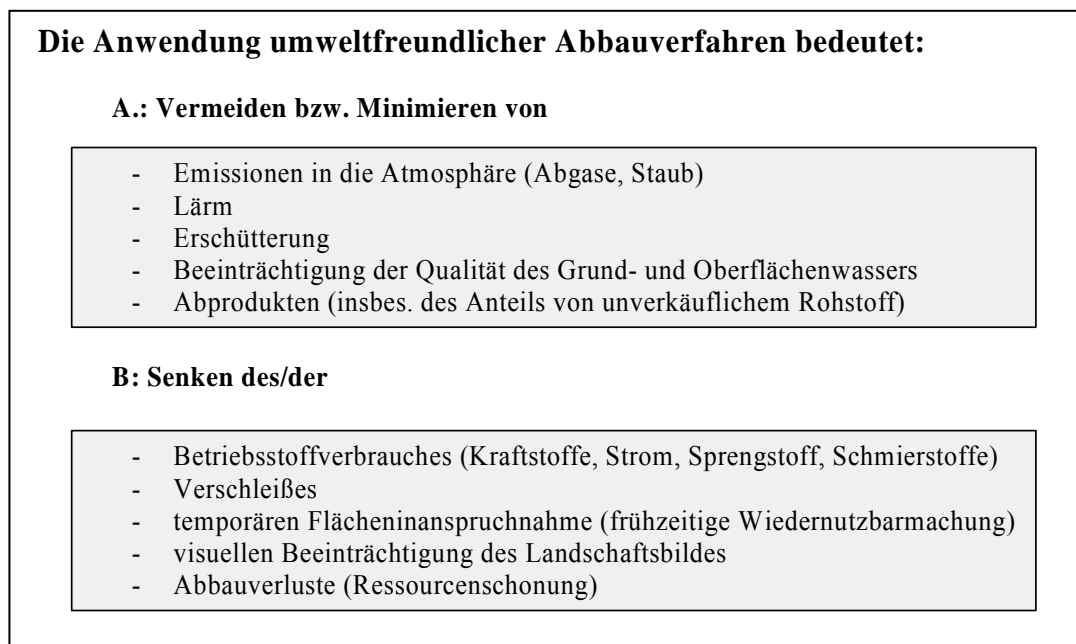 Die Anwendung umweltfreundlicher Abbauverfahren bedeutet:
A.: Vermeiden bzw. Minimieren von
- Emissionen in die Atmosphäre (Abgase, Staub)
- Lärm
- Erschütterung
- Beeinträchtigung der Qualität des Grund- und Oberflächenwassers
- Abprodukten (insbes. des Anteils von unverkäuflichem Rohstoff)
B: Senken des/der
- Betriebsstoffverbrauches (Kraftstoffe, Strom, Sprengstoff, Schmierstoffe)
- Verschleißes
- temporären Flächeninanspruchnahme (frühzeitige Wiedernutzbarmachung)
- visuellen Beeinträchtigung des Landschaftsbildes
- Abbauverluste (Ressourcenschonung)